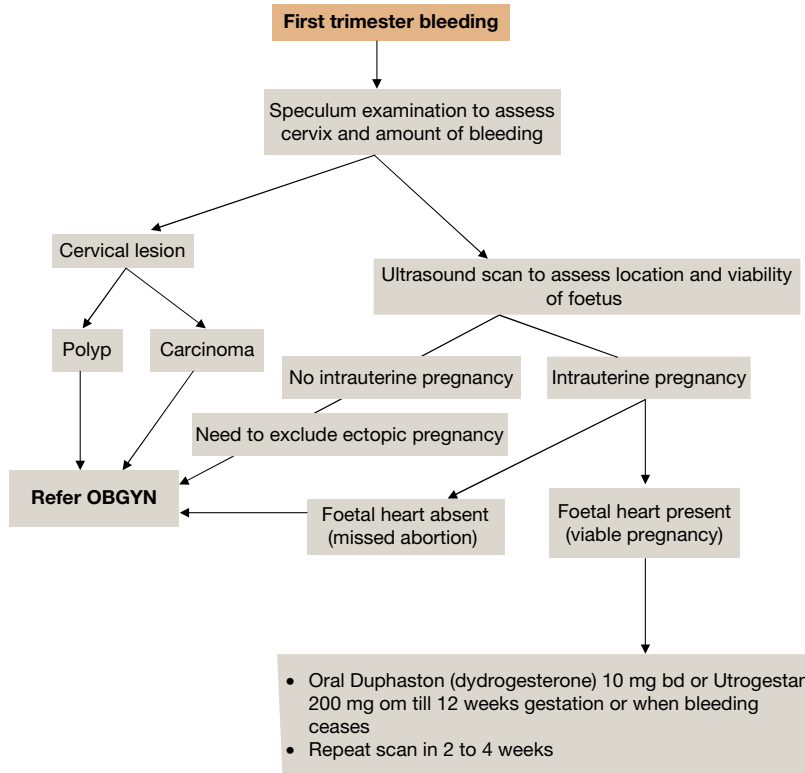 First trimester bleeding
Speculum examination to assess
cervix and amount of bleeding
Cervical lesion
Ultrasound scan to assess location and viability
of foetus
Polyp
Carcinoma
No intrauterine pregnancy
Intrauterine pregnancy
Need to exclude ectopic pregnancy
Refer OBGYN
Foetal heart absent
(missed abortion)
Foetal heart present
(viable pregnancy)
• Oral Duphaston (dydrogesterone) 10 mg bd or Utrogestan
200 mg om till 12 weeks gestation or when bleeding
ceases
• Repeat scan in 2 to 4 weeks